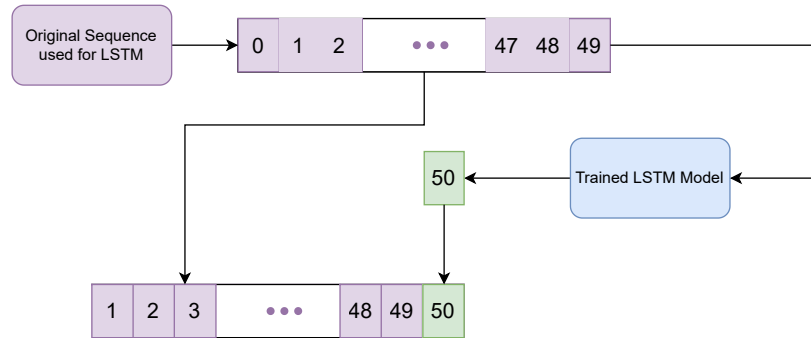 Original Sequence
used for LSTM
0 1 2 ••• 47 48 49
50
Trained LSTM Model
1 2 3 ••• 48 49 50